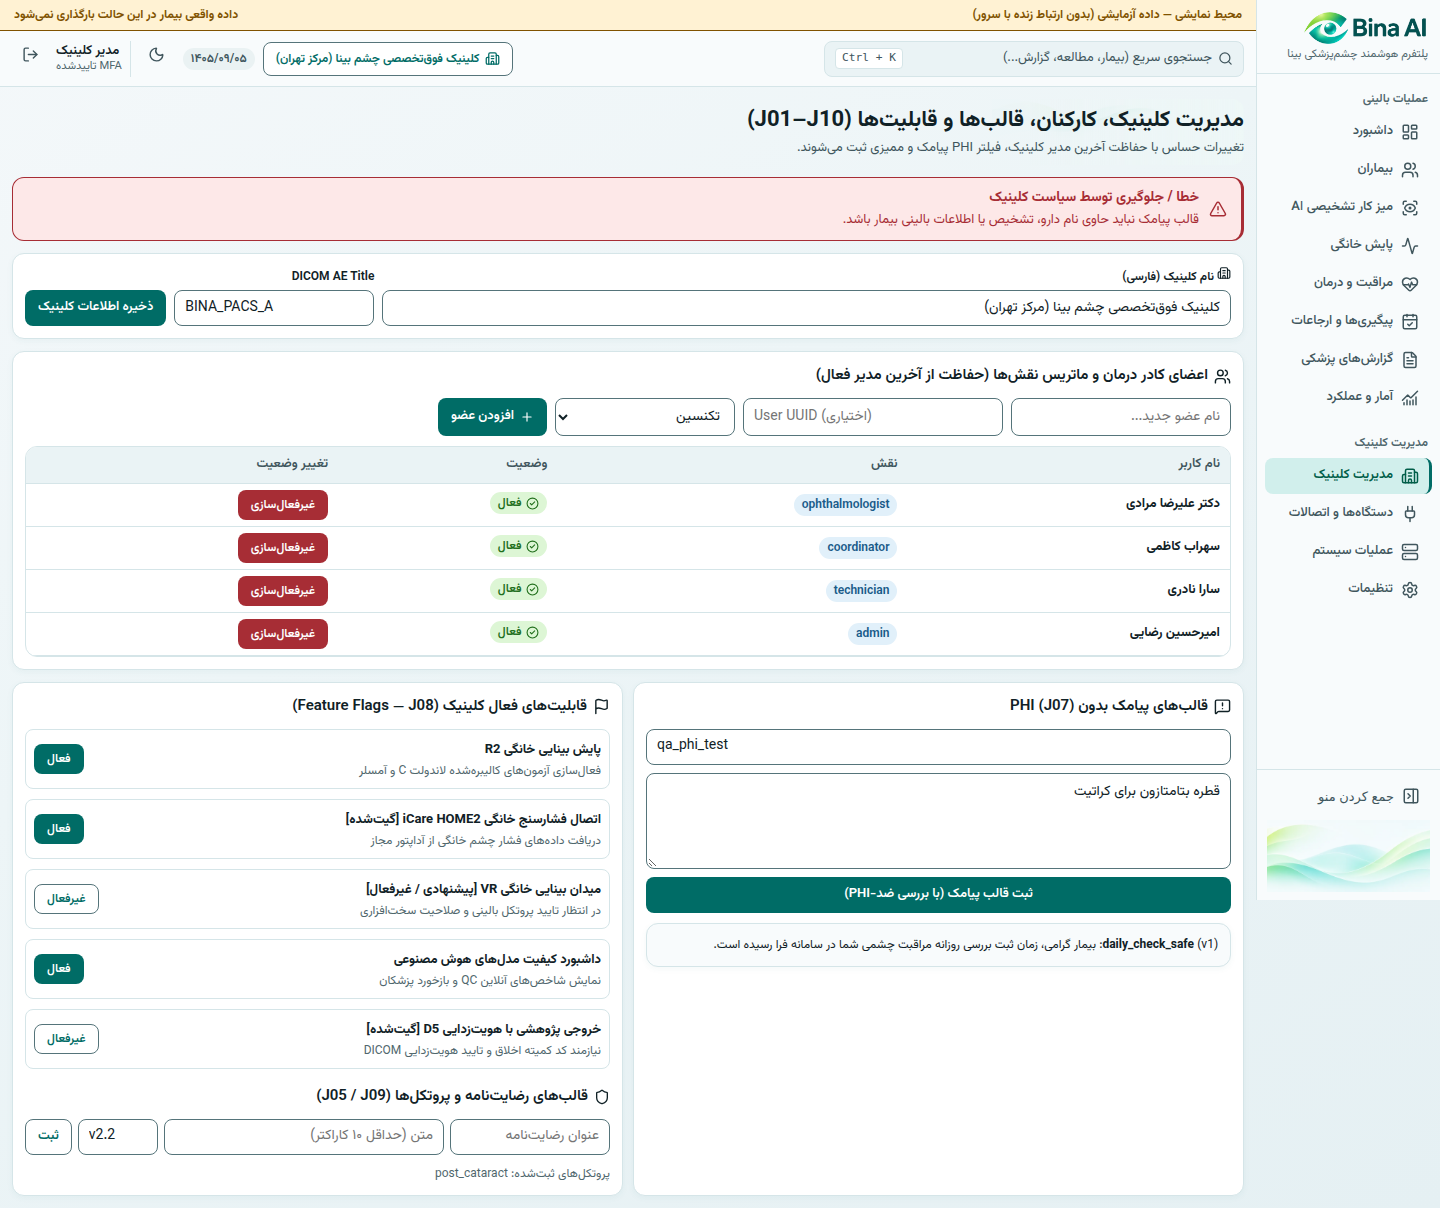 محیط نمایشی — داده آزمایشی (بدون ارتباط زنده با سرور)
داده واقعی بیمار در این حالت بارگذاری نمی‌شود
Bina AI
پلتفرم هوشمند چشم‌پزشکی بینا
جستجوی سریع (بیمار، مطالعه، گزارش...)
Ctrl + K
کلینیک فوق‌تخصصی چشم بینا (مرکز تهران)
۱۴۰۵/۰۹/۰۵
مدیر کلینیک
MFA تاییدشده
عملیات بالینی
داشبورد
بیماران
میز کار تشخیصی AI
پایش خانگی
مراقبت و درمان
پیگیری‌ها و ارجاعات
گزارش‌های پزشکی
آمار و عملکرد
مدیریت کلینیک
مدیریت کلینیک
دستگاه‌ها و اتصالات
عملیات سیستم
تنظیمات
جمع کردن منو
مدیریت کلینیک، کارکنان، قالب‌ها و قابلیت‌ها (J01–J10)
تغییرات حساس با حفاظت آخرین مدیر کلینیک، فیلتر PHI پیامک و ممیزی ثبت می‌شوند.
خطا / جلوگیری توسط سیاست کلینیک
قالب پیامک نباید حاوی نام دارو، تشخیص یا اطلاعات بالینی بیمار باشد.
نام کلینیک (فارسی)
DICOM AE Title
کلینیک فوق‌تخصصی چشم بینا (مرکز تهران)
BINA_PACS_A
ذخیره اطلاعات کلینیک
اعضای کادر درمان و ماتریس نقش‌ها (حفاظت از آخرین مدیر فعال)
نام عضو جدید...
User UUID (اختیاری)
تکنسین
افزودن عضو
نام کاربر
نقش
وضعیت
تغییر وضعیت
دکتر علیرضا مرادی
ophthalmologist
فعال
غیرفعال‌سازی
سهراب کاظمی
coordinator
فعال
غیرفعال‌سازی
سارا نادری
technician
فعال
غیرفعال‌سازی
امیرحسین رضایی
admin
فعال
غیرفعال‌سازی
قالب‌های پیامک بدون PHI (J07)
qa_phi_test
قطره بتامتازون برای کراتیت
ثبت قالب پیامک (با بررسی ضد-PHI)
daily_check_safe (v1): بیمار گرامی، زمان ثبت بررسی روزانه مراقبت چشمی شما در سامانه فرا رسیده است.
قابلیت‌های فعال کلینیک (Feature Flags — J08)
پایش بینایی خانگی R2
فعال‌سازی آزمون‌های کالیبره‌شده لاندولت C و آمسلر
فعال
اتصال فشارسنج خانگی iCare HOME2 [گیت‌شده]
دریافت داده‌های فشار چشم خانگی از آداپتور مجاز
فعال
میدان بینایی خانگی VR [پیشنهادی / غیرفعال]
در انتظار تایید پروتکل بالینی و صلاحیت سخت‌افزاری
غیرفعال
داشبورد کیفیت مدل‌های هوش مصنوعی
نمایش شاخص‌های آنلاین QC و بازخورد پزشکان
فعال
خروجی پژوهشی با هویت‌زدایی D5 [گیت‌شده]
نیازمند کد کمیته اخلاق و تایید هویت‌زدایی DICOM
غیرفعال
قالب‌های رضایت‌نامه و پروتکل‌ها (J05 / J09)
عنوان رضایت‌نامه
متن (حداقل ۱۰ کاراکتر)
v2.2
ثبت
پروتکل‌های ثبت‌شده: post_cataract